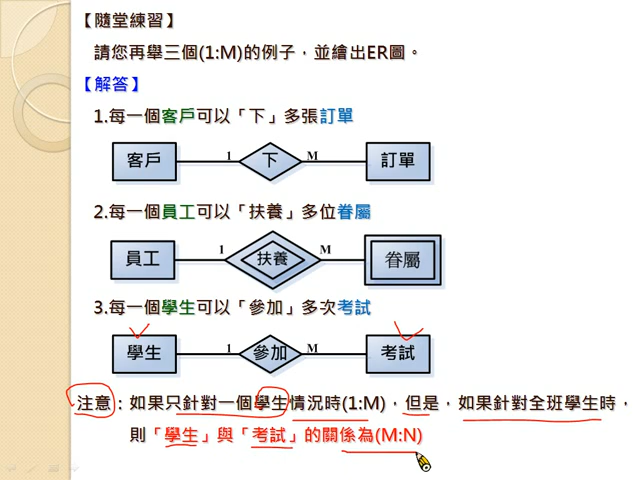 【隨堂練習】
請您再舉三個(1:M)的例子，並繪出ER圖。
【解答】
1.每一個客戶可以「下」多張訂單
客戶 1 下 M 訂單
2.每一個員工可以「扶養」多位眷屬
員工 1 扶養 M 眷屬
3.每一個學生可以「參加」多次考試
學生 1 參加 M 考試
注意：如果只針對一個學生情況時(1:M)，但是，如果針對全班學生時，
則「學生」與「考試」的關係為(M:N)